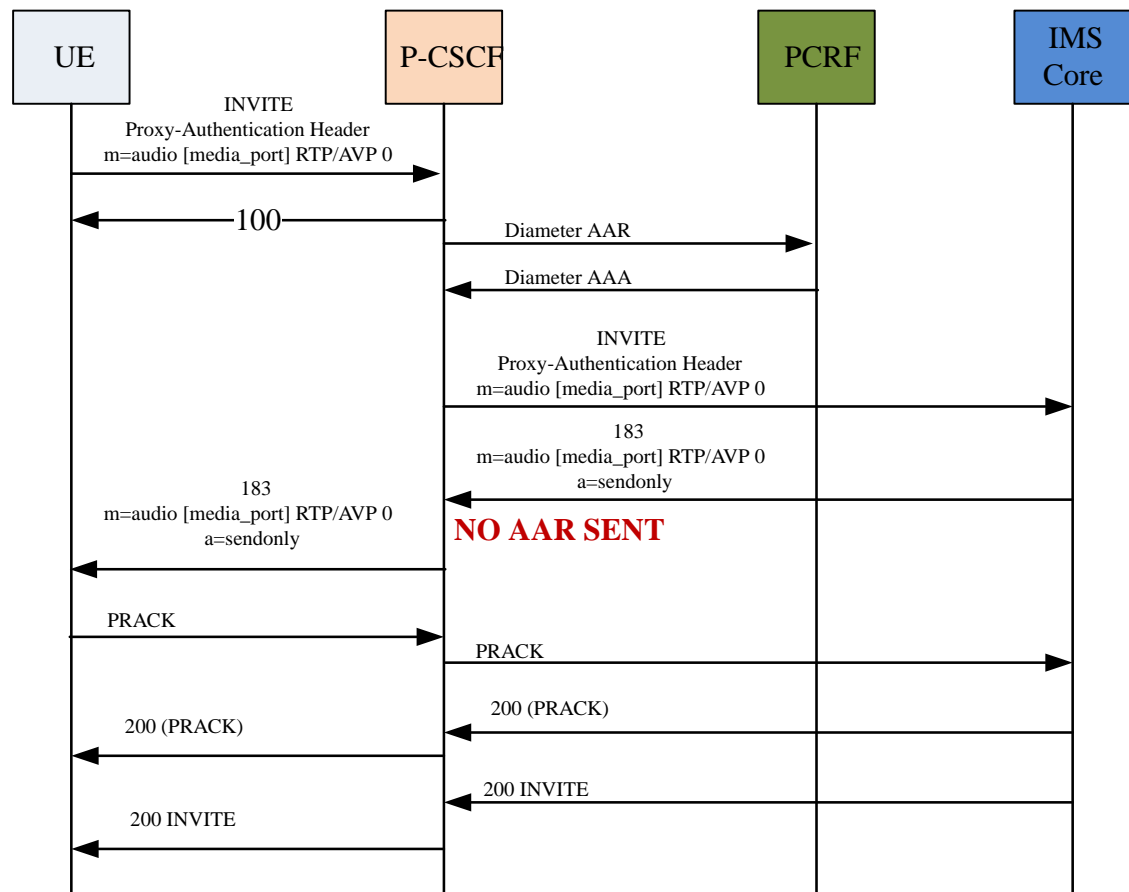 UE
P-CSCF
PCRF
IMS
Core
INVITE
Proxy-Authentication Header
m=audio [media_port] RTP/AVP 0
100
Diameter AAR
Diameter AAA
INVITE
Proxy-Authentication Header
m=audio [media_port] RTP/AVP 0
183
m=audio [media_port] RTP/AVP 0
a=sendonly
183
m=audio [media_port] RTP/AVP 0
a=sendonly
NO AAR SENT
PRACK
PRACK
200 (PRACK)
200 (PRACK)
200 INVITE
200 INVITE